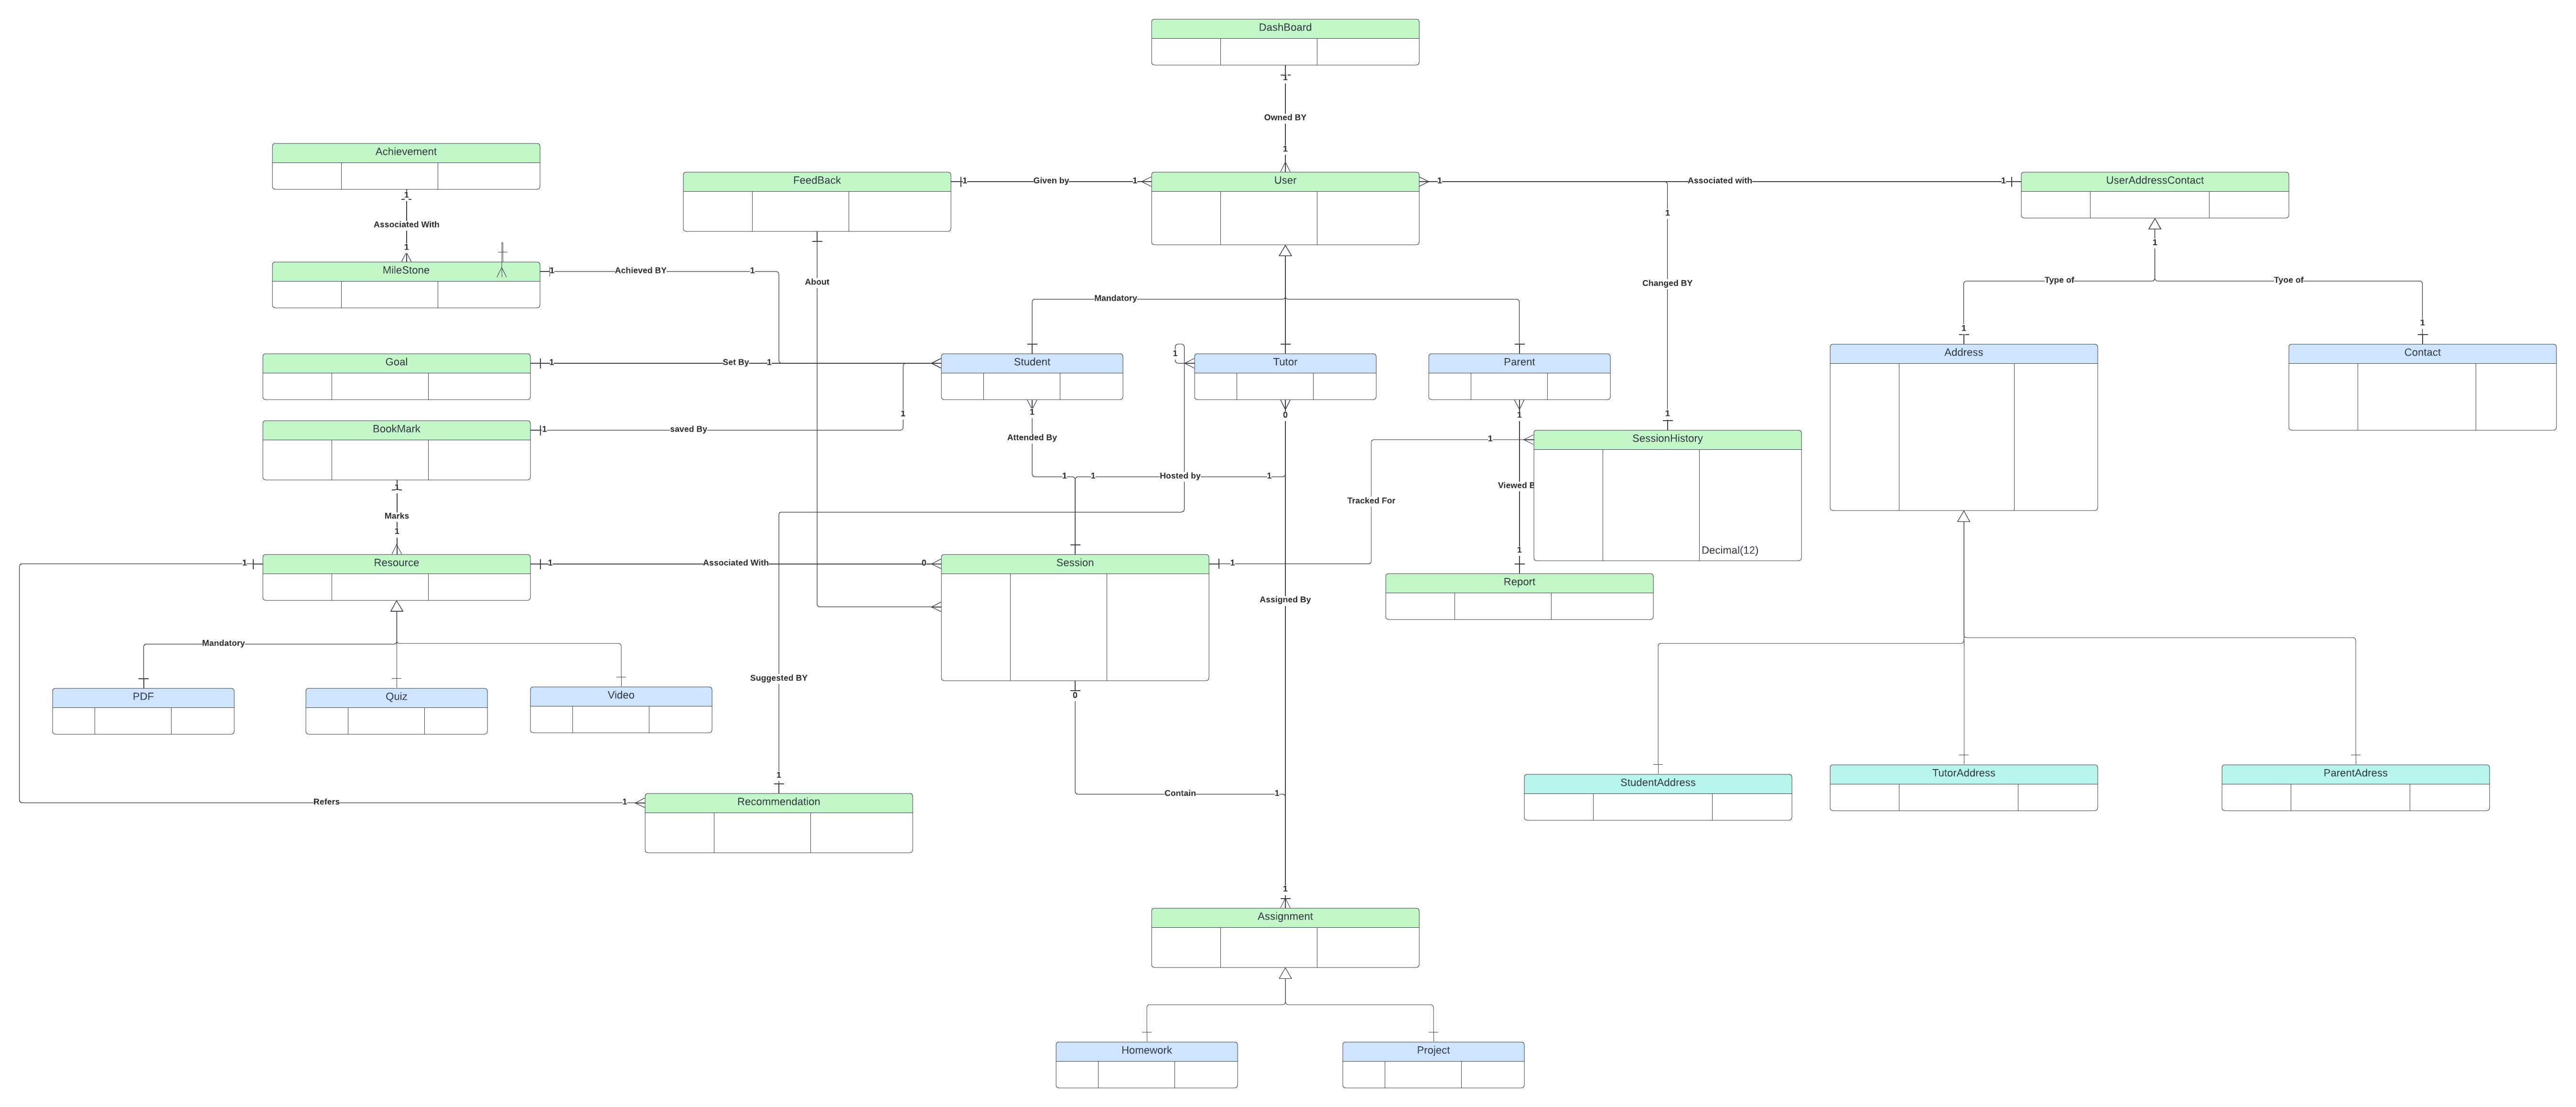 DashBoard
1
Owned BY
1
Achievement
1
Associated With
1
MileStone
1
Achieved BY
1
FeedBack
1
Given by
1
User
1
Associated with
1
UserAddressContact
1
About
Changed BY
1
Type of
Tyoe of
Mandatory
1
1
1
Goal
1
Set By
1
Student
Tutor
Parent
Address
Contact
1
BookMark
1
saved By
1
1
0
1
1
Attended By
SessionHistory
1
1
1
Hosted by
1
Tracked For
Viewed B
1
Marks
1
1
Decimal(12)
1
Resource
1
Associated With
0
Session
1
Report
Assigned By
Mandatory
PDF
Quiz
Video
0
Suggested BY
1
Refers
1
Recommendation
Contain
1
StudentAddress
TutorAddress
ParentAdress
1
Assignment
Homework
Project